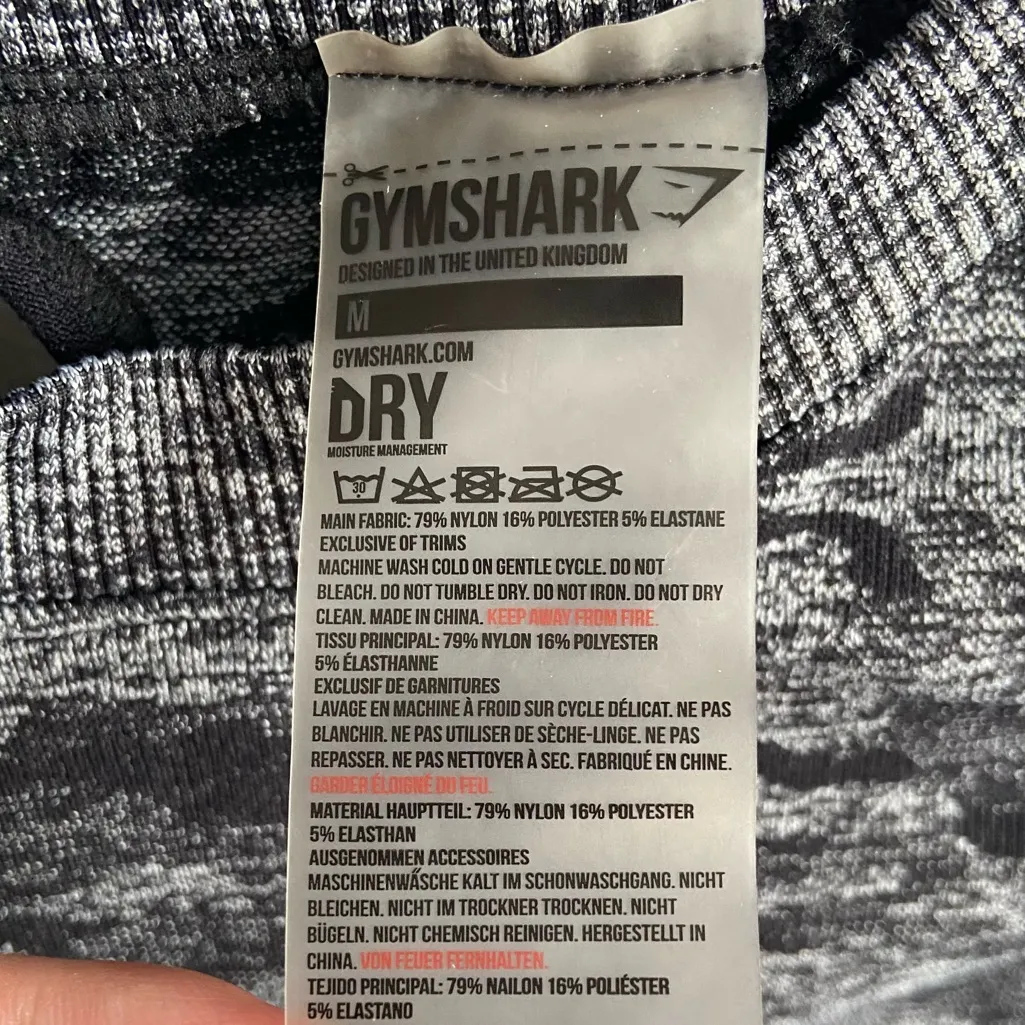 GYMSHARK
DESIGNED IN THE UNITED KINGDOM
M
GYMSHARK.COM
DRY
MOISTURE MANAGEMENT
30
MAIN FABRIC: 79% NYLON 16% POLYESTER 5% ELASTANE
EXCLUSIVE OF TRIMS
MACHINE WASH COLD ON GENTLE CYCLE. DO NOT
BLEACH. DO NOT TUMBLE DRY. DO NOT IRON. DO NOT DRY
CLEAN. MADE IN CHINA. KEEP AWAY FROM FIRE.
TISSU PRINCIPAL: 79% NYLON 16% POLYESTER
5% ÉLASTHANNE
EXCLUSIF DE GARNITURES
LAVAGE EN MACHINE À FROID SUR CYCLE DÉLICAT. NE PAS
BLANCHIR. NE PAS UTILISER DE SÈCHE-LINGE. NE PAS
REPASSER. NE PAS NETTOYER À SEC. FABRIQUÉ EN CHINE.
GARDER ÉLOIGNÉ DU FEU.
MATERIAL HAUPTTEIL: 79% NYLON 16% POLYESTER
5% ELASTHAN
AUSGENOMMEN ACCESSOIRES
MASCHINENWA̋SCHE KALT IM SCHONWASCHGANG. NICHT
BLEICHEN. NICHT IM TROCKNER TROCKNEN. NICHT
BÜGELN. NICHT CHEMISCH REINIGEN. HERGESTELLT IN
CHINA. VON FEUER FERNHALTEN.
TEJIDO PRINCIPAL: 79% NAILON 16% POLIÉSTER
5% ELASTANO